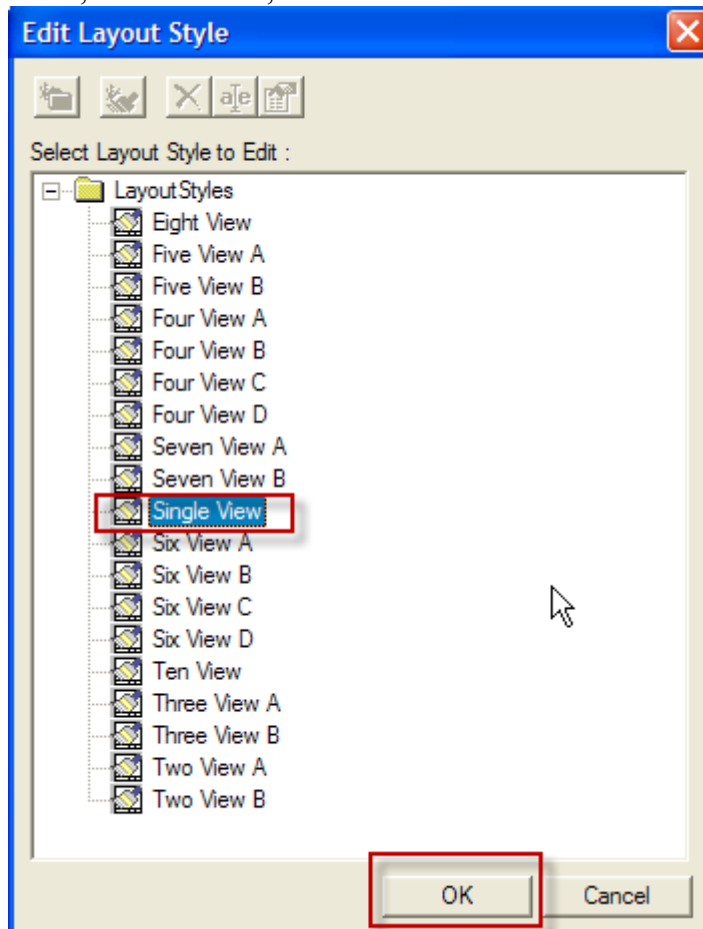 Edit Layout Style
Select Layout Style to Edit :
LayoutStyles
Eight View
Five View A
Five View B
Four View A
Four View B
Four View C
Four View D
Seven View A
Seven View B
Single View
Six View A
Six View B
Six View C
Six View D
Ten View
Three View A
Three View B
Two View A
Two View B
OK Cancel